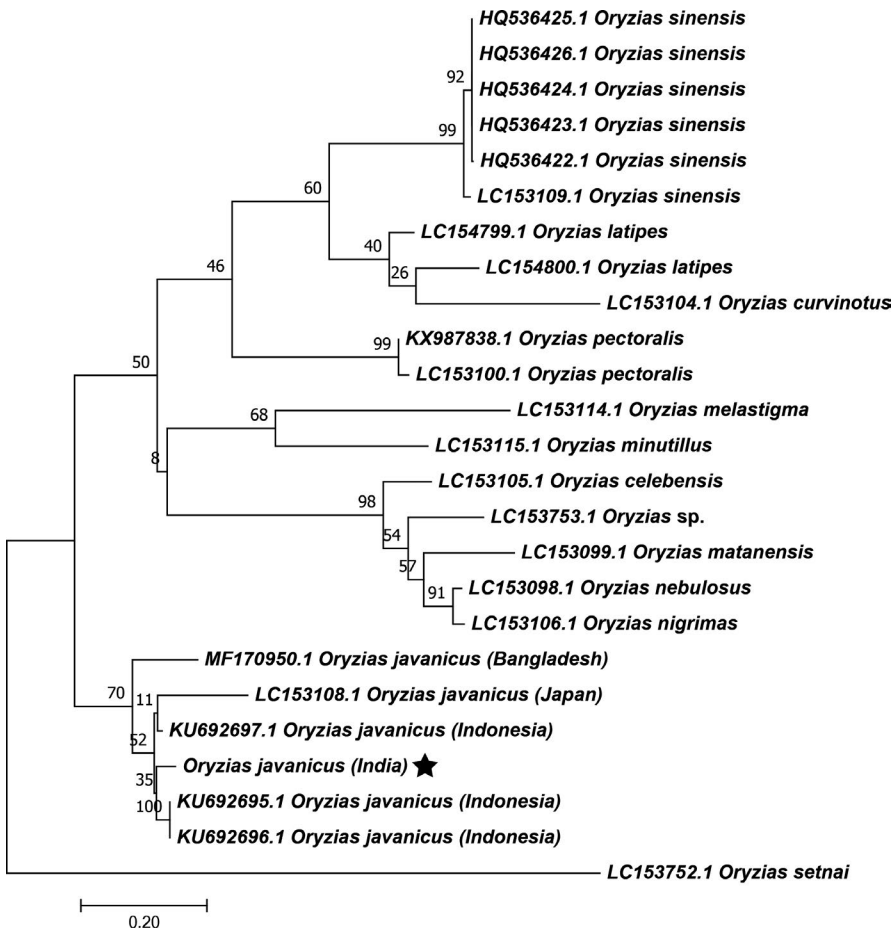 HQ536425.1 Oryzias sinensis
HQ536426.1 Oryzias sinensis
92
HQ536424.1 Oryzias sinensis
99
HQ536423.1 Oryzias sinensis
HQ536422.1 Oryzias sinensis
60
LC153109.1 Oryzias sinensis
LC154799.1 Oryzias latipes
40
46
26
LC154800.1 Oryzias latipes
LC153104.1 Oryzias curvinotus
99
KX987838.1 Oryzias pectoralis
50
LC153100.1 Oryzias pectoralis
68
LC153114.1 Oryzias melastigma
8
LC153115.1 Oryzias minutillus
LC153105.1 Oryzias celebensis
98
LC153753.1 Oryzias sp.
54
LC153099.1 Oryzias matanensis
57
LC153098.1 Oryzias nebulosus
91
LC153106.1 Oryzias nigrimas
MF170950.1 Oryzias javanicus (Bangladesh)
70
11
LC153108.1 Oryzias javanicus (Japan)
KU692697.1 Oryzias javanicus (Indonesia)
52
Oryzias javanicus (India)
35
KU692695.1 Oryzias javanicus (Indonesia)
100
KU692696.1 Oryzias javanicus (Indonesia)
LC153752.1 Oryzias setnai
0.20